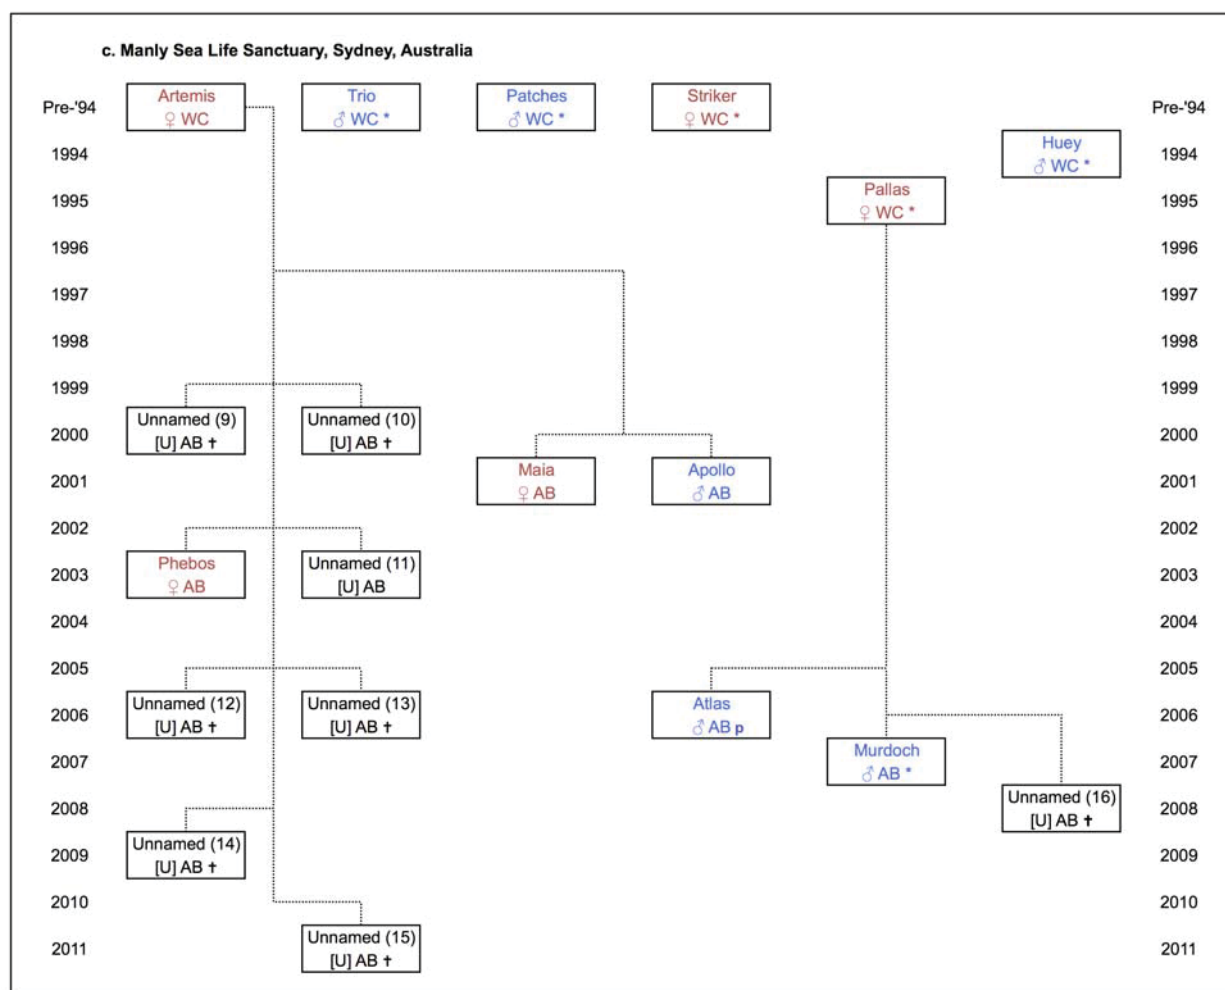 c. Manly Sea Life Sanctuary, Sydney, Australia
Pre-'94
Artemis
♀ WC
Trio
♂ WC *
Patches
♂ WC *
Striker
♀ WC *
Pre-'94
1994
Huey
♂ WC *
1994
1995
Pallas
♀ WC *
1995
1996
1996
1997
1997
1998
1998
1999
1999
2000
Unnamed (9)
[U] AB ✝
Unnamed (10)
[U] AB ✝
2000
2001
Maia
♀ AB
Apollo
♂ AB
2001
2002
2002
2003
Phebos
♀ AB
Unnamed (11)
[U] AB
2003
2004
2004
2005
2005
2006
Unnamed (12)
[U] AB ✝
Unnamed (13)
[U] AB ✝
Atlas
♂ AB p
2006
2007
Murdoch
♂ AB *
2007
2008
Unnamed (16)
[U] AB ✝
2008
2009
Unnamed (14)
[U] AB ✝
2009
2010
2010
2011
Unnamed (15)
[U] AB ✝
2011